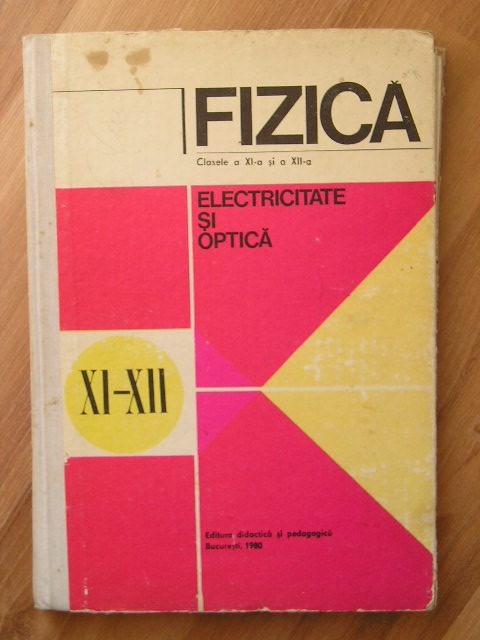 FIZICĂ
Clasele a XI-a și a XII-a
ELECTRICITATE
ȘI
OPTICĂ
XI-XII
Editura didactică și pedagogică
București, 1980